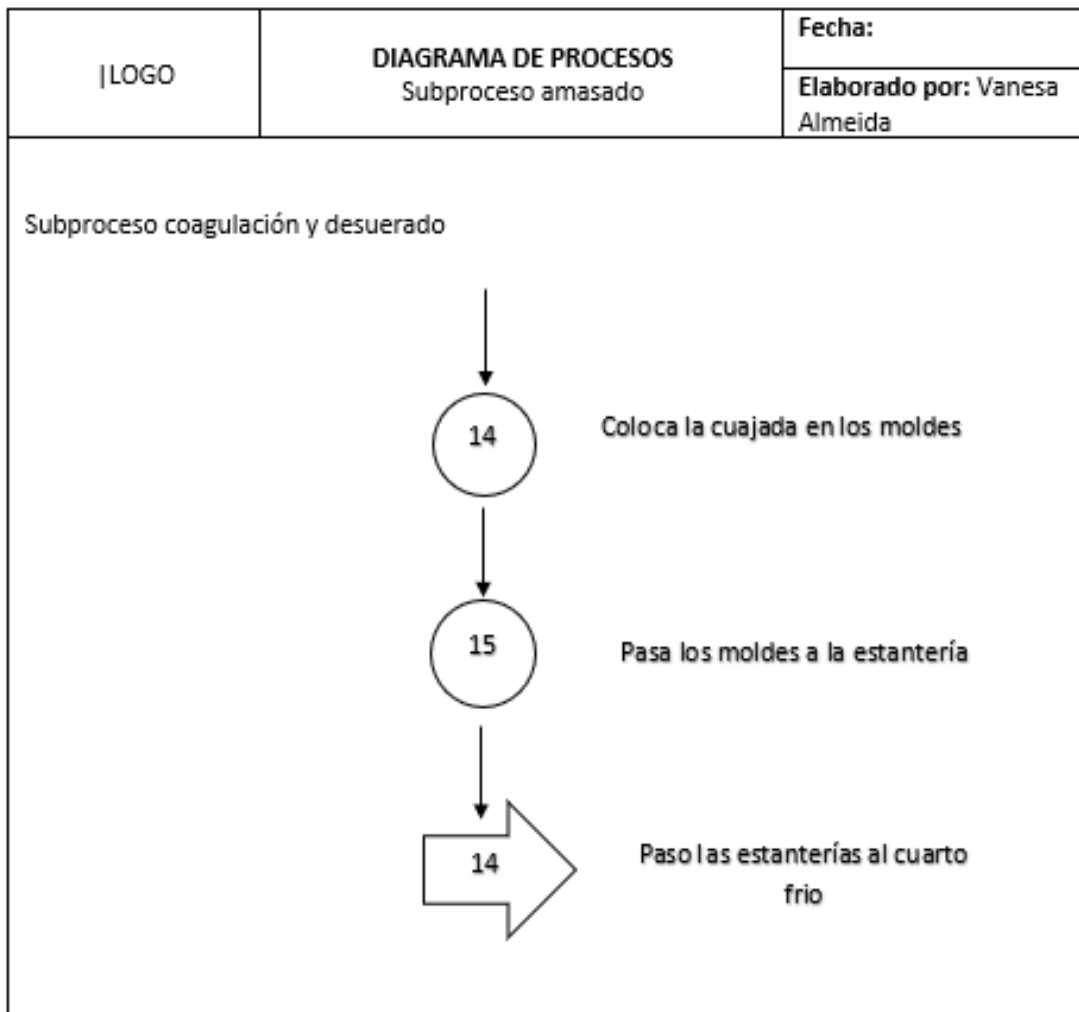 |LOGO
DIAGRAMA DE PROCESOS
Subproceso amasado
Fecha:
Elaborado por: Vanesa
Almeida
Subproceso coagulación y desuerado
14
Coloca la cuajada en los moldes
15
Pasa los moldes a la estantería
14
Paso las estanterías al cuarto
frio